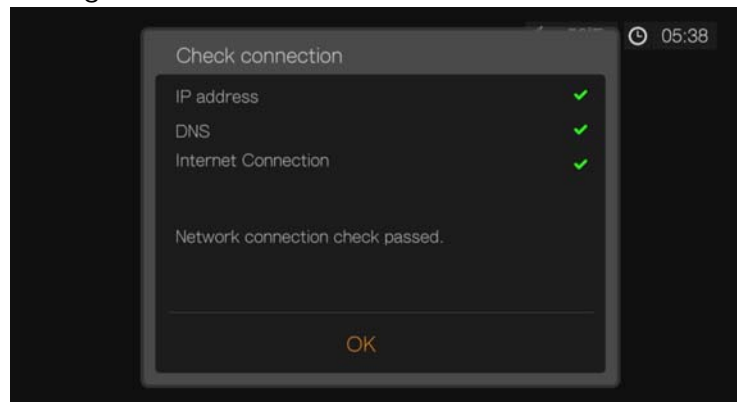 05:38
Check connection
IP address
DNS
Internet Connection
Network connection check passed.
OK